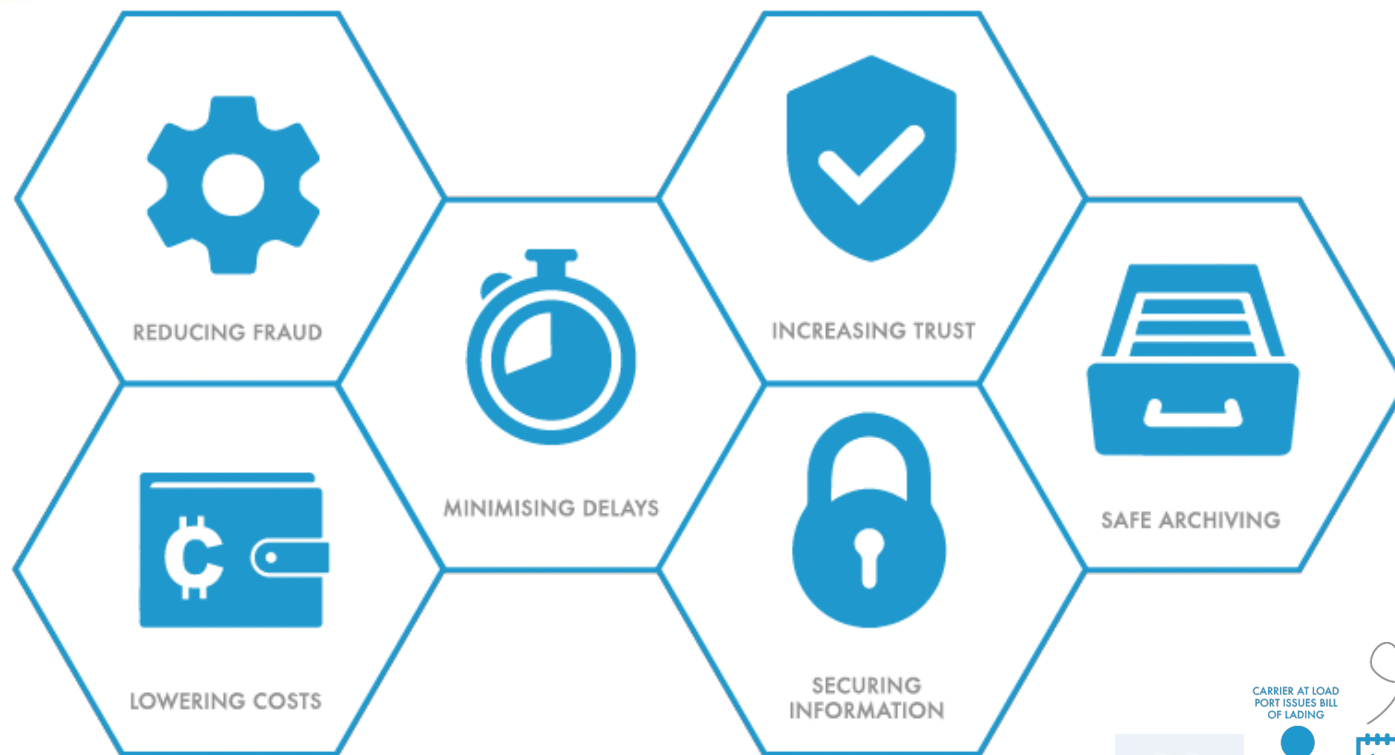 REDUCING FRAUD
INCREASING TRUST
MINIMISING DELAYS
SAFE ARCHIVING
LOWERING COSTS
SECURING
INFORMATION
CARRIER AT LOAD
PORT ISSUES BILL
OF LADING